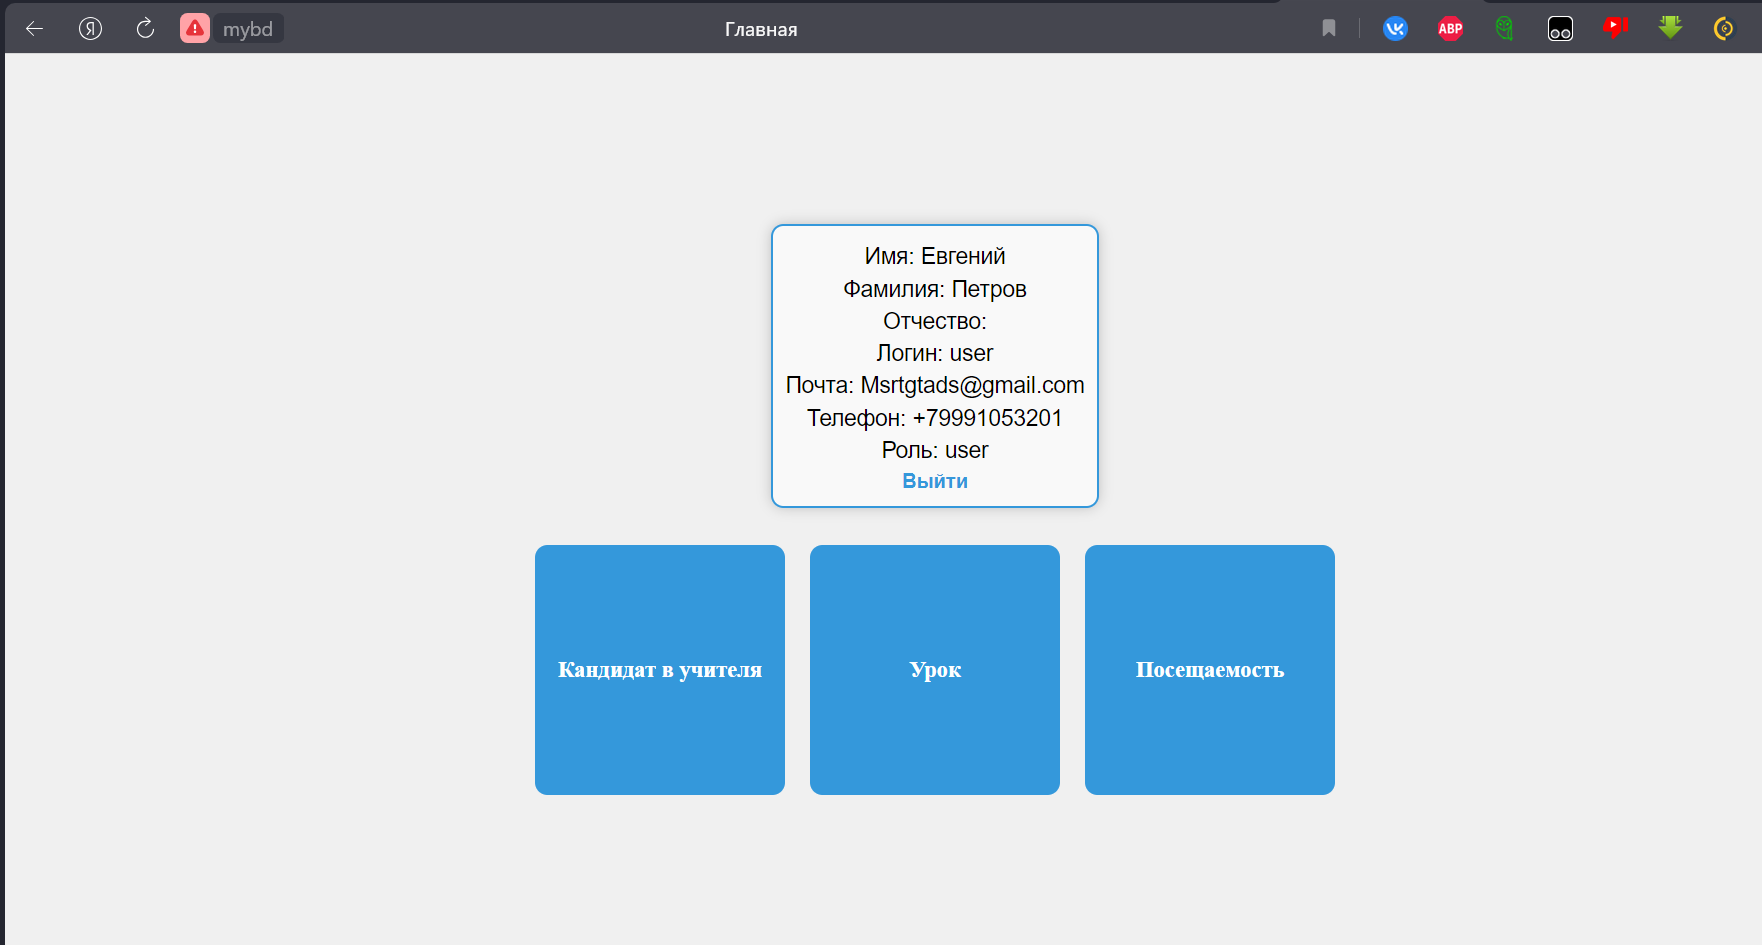 mybd
Главная
ABP
Имя: Евгений
Фамилия: Петров
Отчество:
Логин: user
Почта: Msrtgtads@gmail.com
Телефон: +79991053201
Роль: user
Выйти
Кандидат в учителя
Урок
Посещаемость